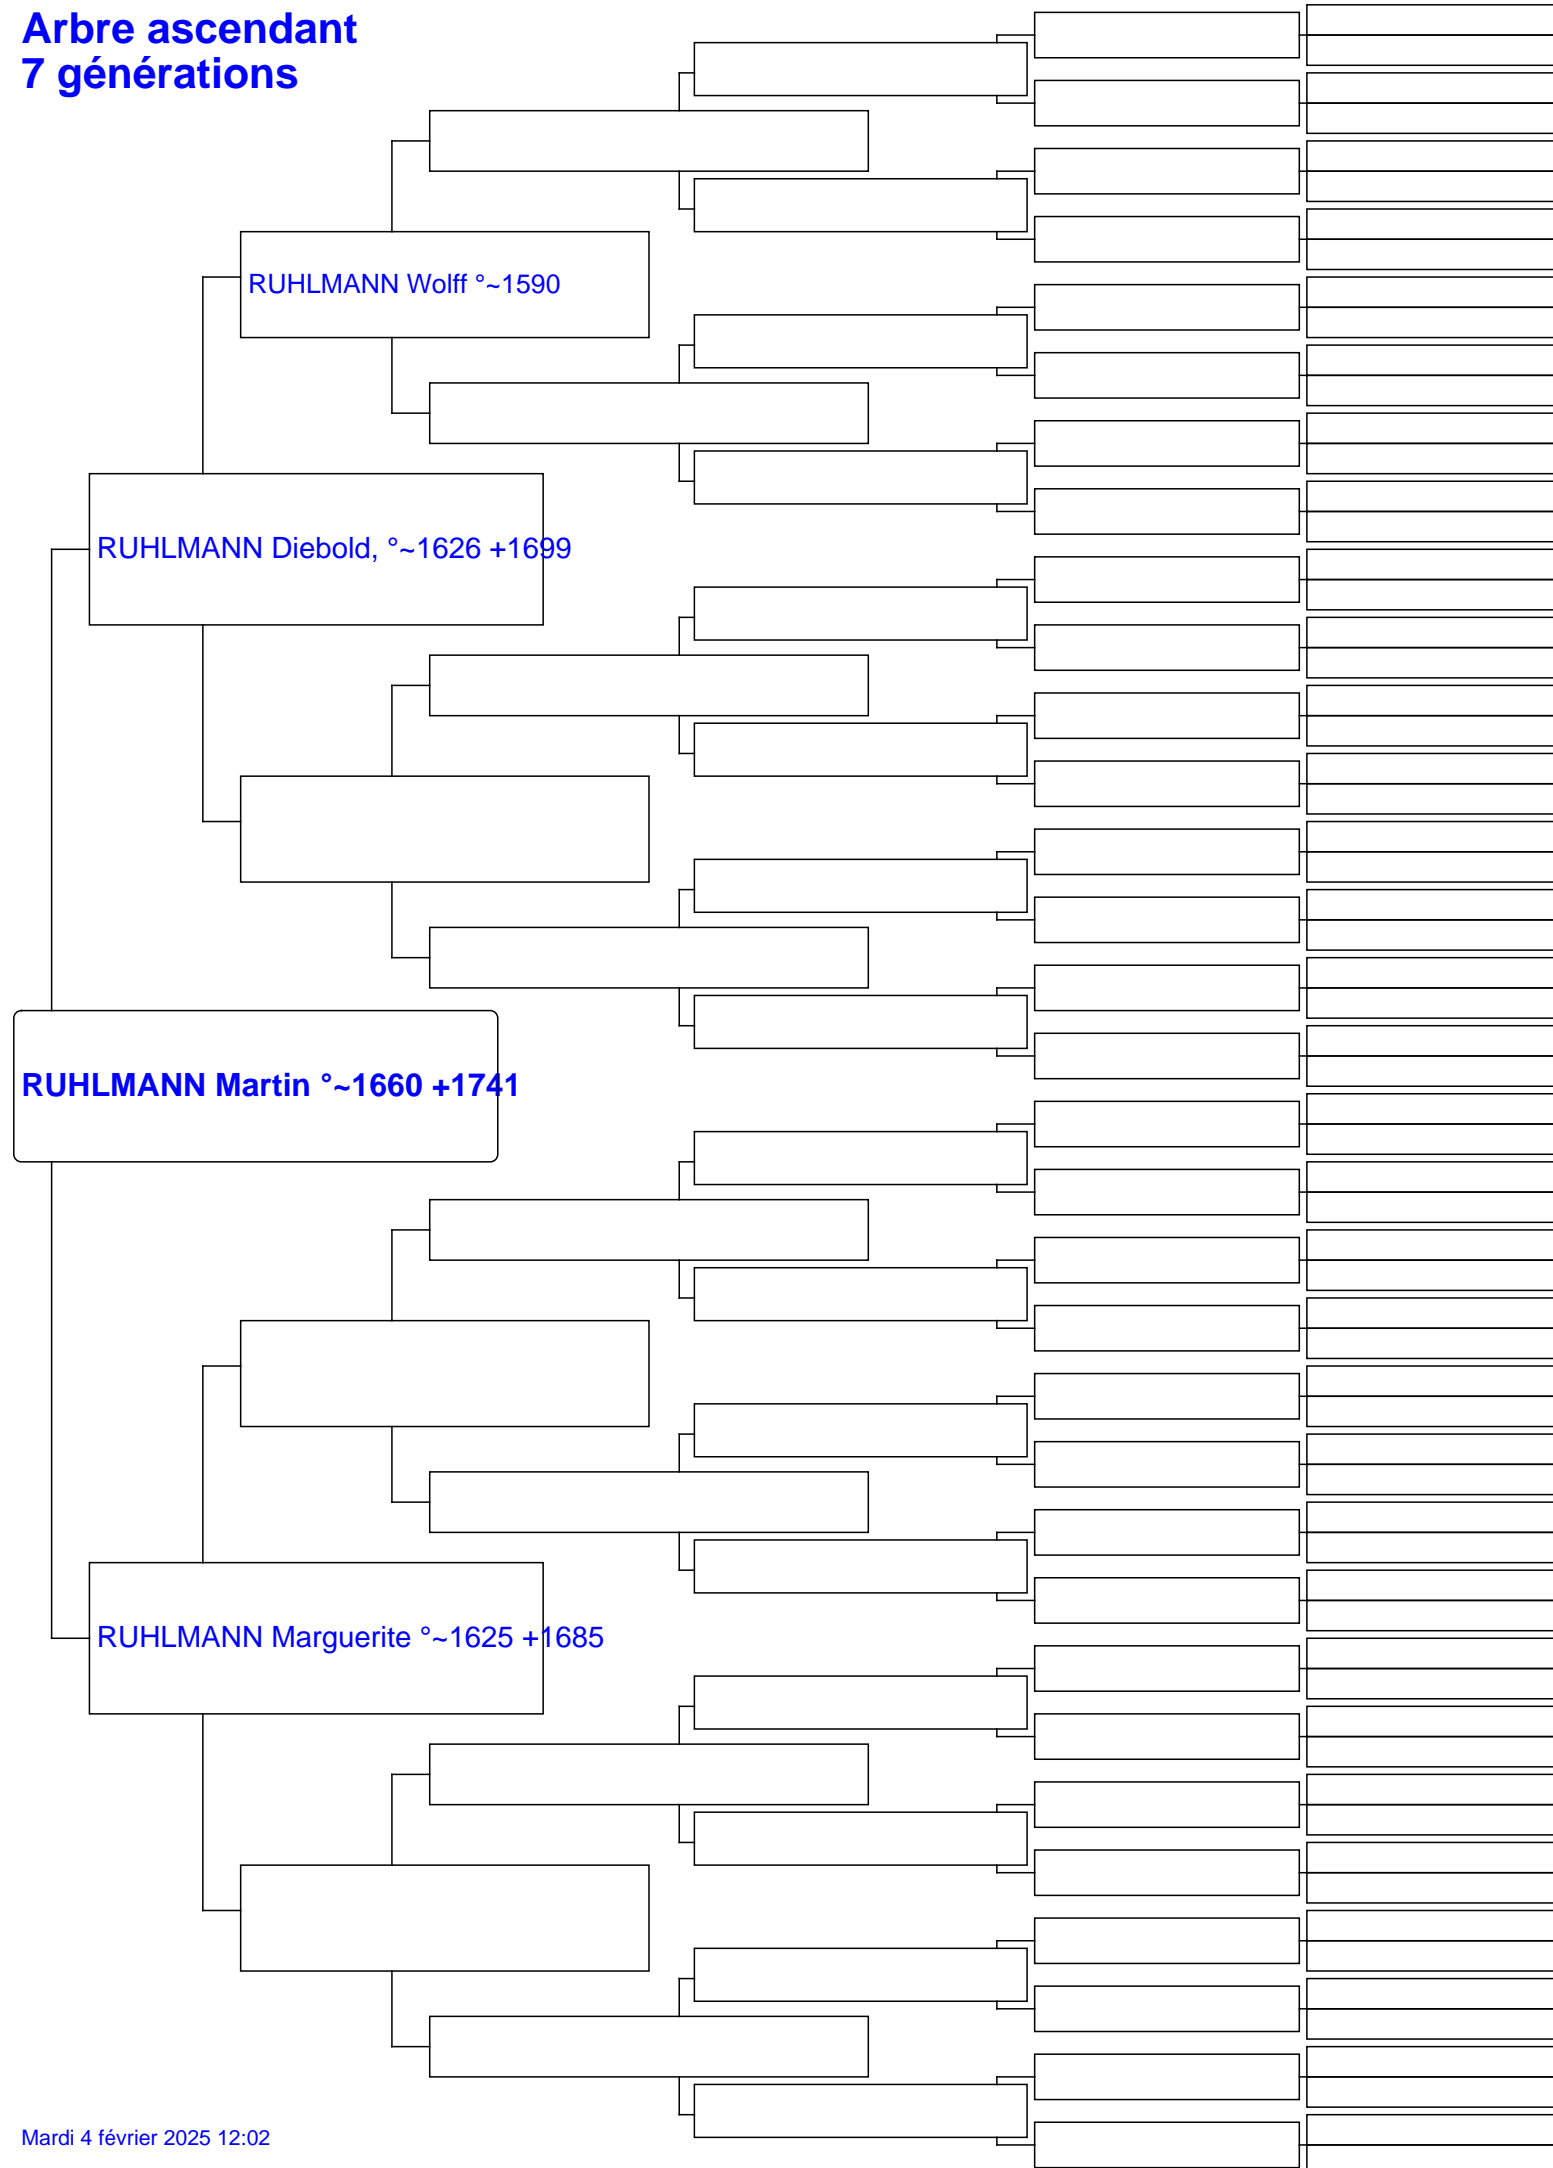 Arbre ascendant
7 générations
RUHLMANN Wolff °~1590
RUHLMANN Diebold, °~1626 +1699
RUHLMANN Martin °~1660 +1741
RUHLMANN Marguerite °~1625 +1685
Mardi 4 février 2025 12:02